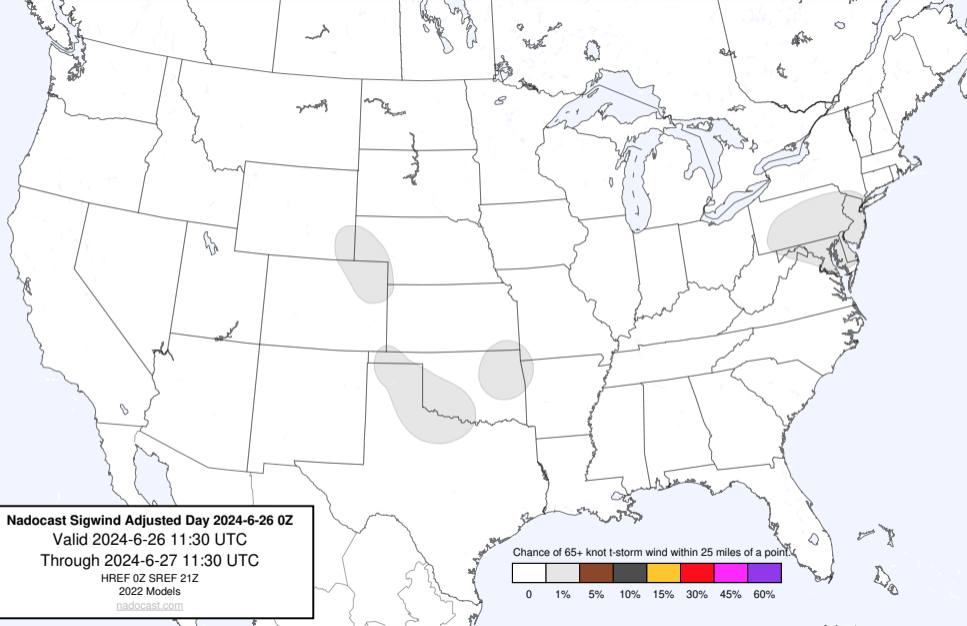 Nadocast Sigwind Adjusted Day 2024-6-26 0Z
Valid 2024-6-26 11:30 UTC
Through 2024-6-27 11:30 UTC
HREF 0Z SREF 21Z
2022 Models
nadocast.com
Chance of 65+ knot t-storm wind within 25 miles of a point.
0 1% 5% 10% 15% 30% 45% 60%